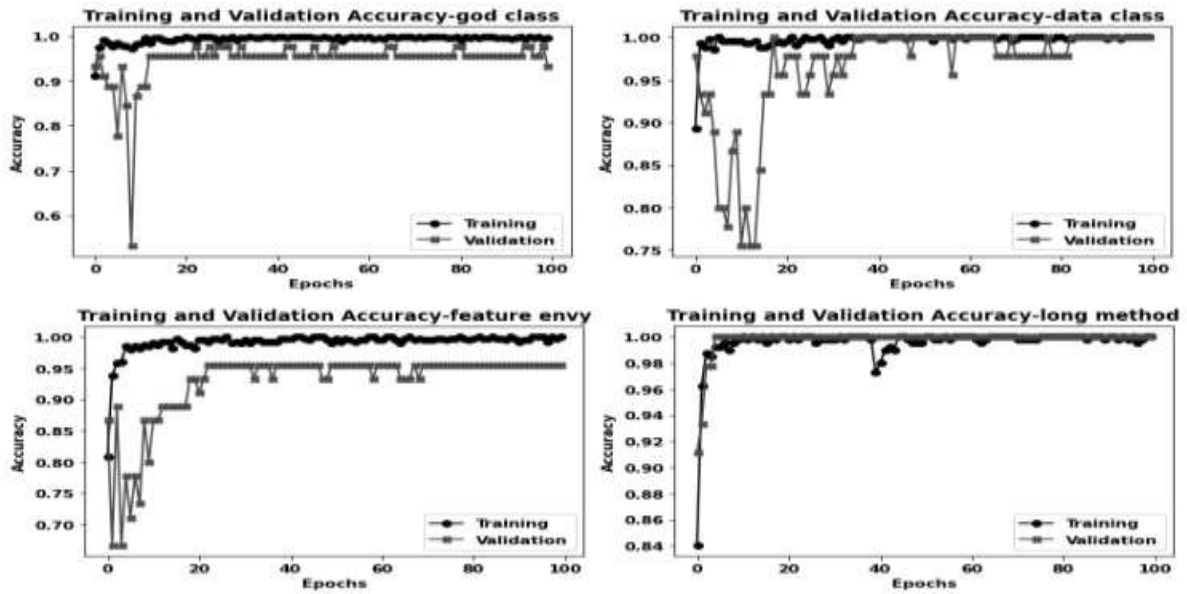 Training and Validation Accuracy-god class
1.0
0.9
0.8
0.7
0.6
Accuracy
Training
Validation
0 20 40 60 80 100
Epochs
Training and Validation Accuracy-data class
1.00
0.95
0.90
0.85
0.80
0.75
Accuracy
Training
Validation
0 20 40 60 80 100
Epochs
Training and Validation Accuracy-feature envy
1.00
0.95
0.90
0.85
0.80
0.75
0.70
Accuracy
Training
Validation
0 20 40 60 80 100
Epochs
Training and Validation Accuracy-long method
1.00
0.98
0.96
0.94
0.92
0.90
0.88
0.86
0.84
Accuracy
Training
Validation
0 20 40 60 80 100
Epochs